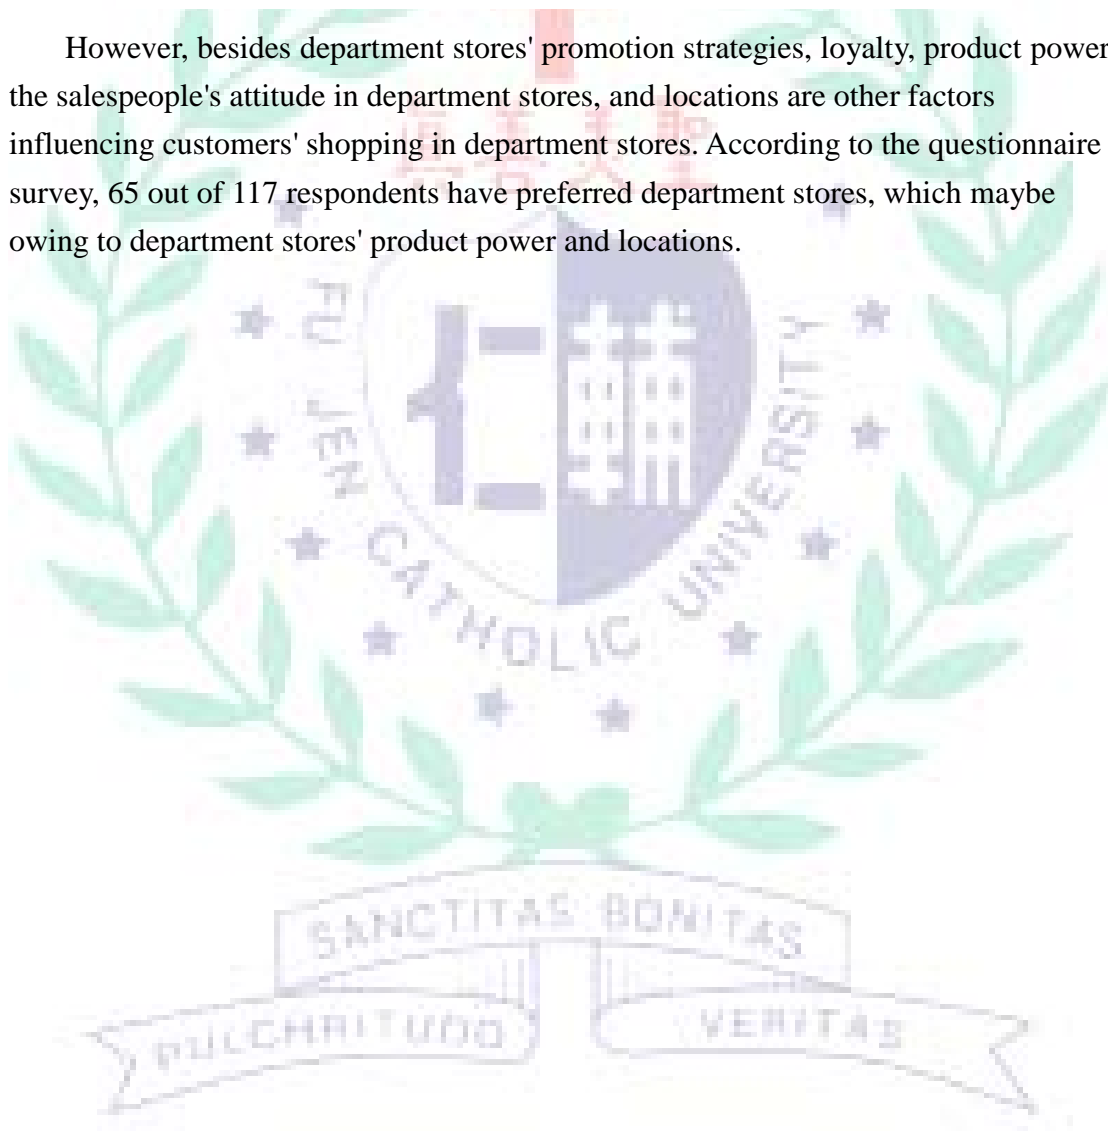 However, besides department stores' promotion strategies, loyalty, product power
the salespeople's attitude in department stores, and locations are other factors
influencing customers' shopping in department stores. According to the questionnaire
survey, 65 out of 117 respondents have preferred department stores, which maybe
owing to department stores' product power and locations.
FU JEN CATHOLIC UNIVERSITY
SANCTITAS BONITAS
PULCHRITUDO VERITAS